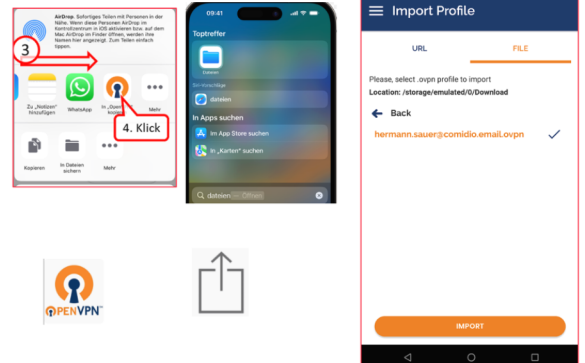 AirDrop. Sofortiges Teilen mit Personen in der
Nähe. Wenn diese Personen AirDrop im
Kontrollzentrum in iOS aktivieren bzw. auf dem
Mac AirDrop im Finder öffnen, werden ihre
Namen hier angezeigt. Zum Teilen einfach
tippen.
3
Zu „Notizen"
hinzufügen
WhatsApp
In „Open
kopie
Mehr
4. Klick
Kopieren
In Dateien
sichern
Mehr
09:41
Toptreffer
Dateien
Siri-Vorschläge
dateien
In Apps suchen
Im App Store suchen
In „Karten" suchen
dateien — Öffnen
OPENVPN™
Import Profile
URL
FILE
Please, select .ovpn profile to import
Location: /storage/emulated/0/Download
Back
hermann.sauer@comidio.email.ovpn
IMPORT